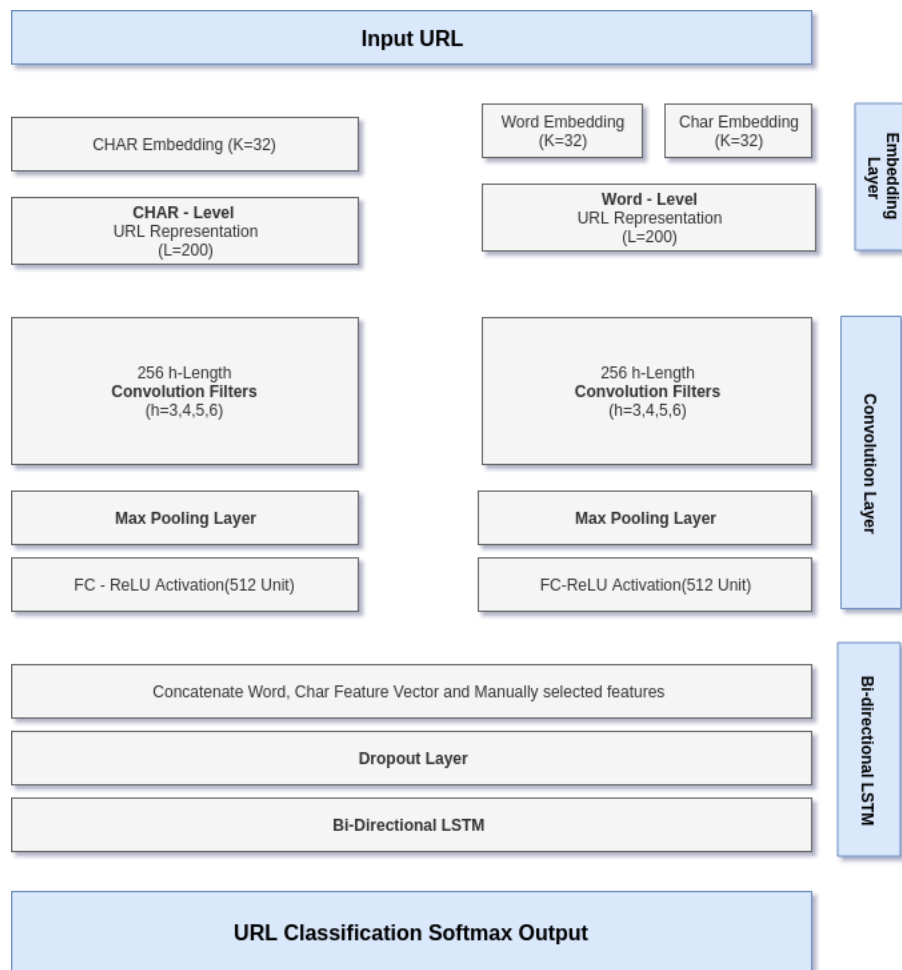 Input URL
CHAR Embedding (K=32)
Word Embedding
(K=32)
Char Embedding
(K=32)
Embedding
Layer
CHAR - Level
URL Representation
(L=200)
Word - Level
URL Representation
(L=200)
256 h-Length
Convolution Filters
(h=3,4,5,6)
256 h-Length
Convolution Filters
(h=3,4,5,6)
Convolution Layer
Max Pooling Layer
Max Pooling Layer
FC - ReLU Activation(512 Unit)
FC-ReLU Activation(512 Unit)
Concatenate Word, Char Feature Vector and Manually selected features
Dropout Layer
Bi-Directional LSTM
Bi-directional LSTM
URL Classification Softmax Output